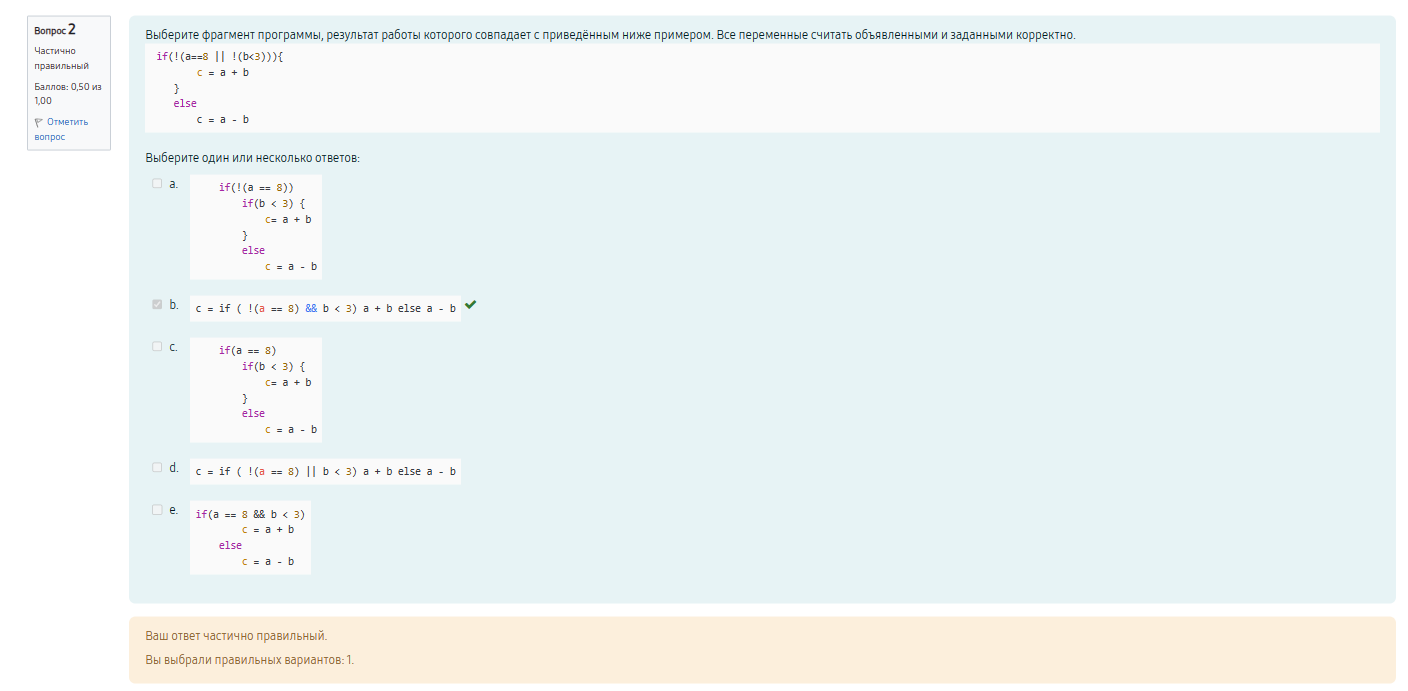 Вопрос 2
Частично
правильный
Баллов: 0,50 из
1,00
Отметить
вопрос
Выберите фрагмент программы, результат работы которого совпадает с приведённым ниже примером. Все переменные считать объявленными и заданными корректно.
if(!(a==8 || !(b<3))){
c = a + b
}
else
c = a - b
Выберите один или несколько ответов:
a.
if(!(a == 8))
if(b < 3) {
c= a + b
}
else
c = a - b
b. c = if ( !(a == 8) && b < 3) a + b else a - b
c.
if(a == 8)
if(b < 3) {
c= a + b
}
else
c = a - b
d. c = if ( !(a == 8) || b < 3) a + b else a - b
e.
if(a == 8 && b < 3)
c = a + b
else
c = a - b
Ваш ответ частично правильный.
Вы выбрали правильных вариантов: 1.